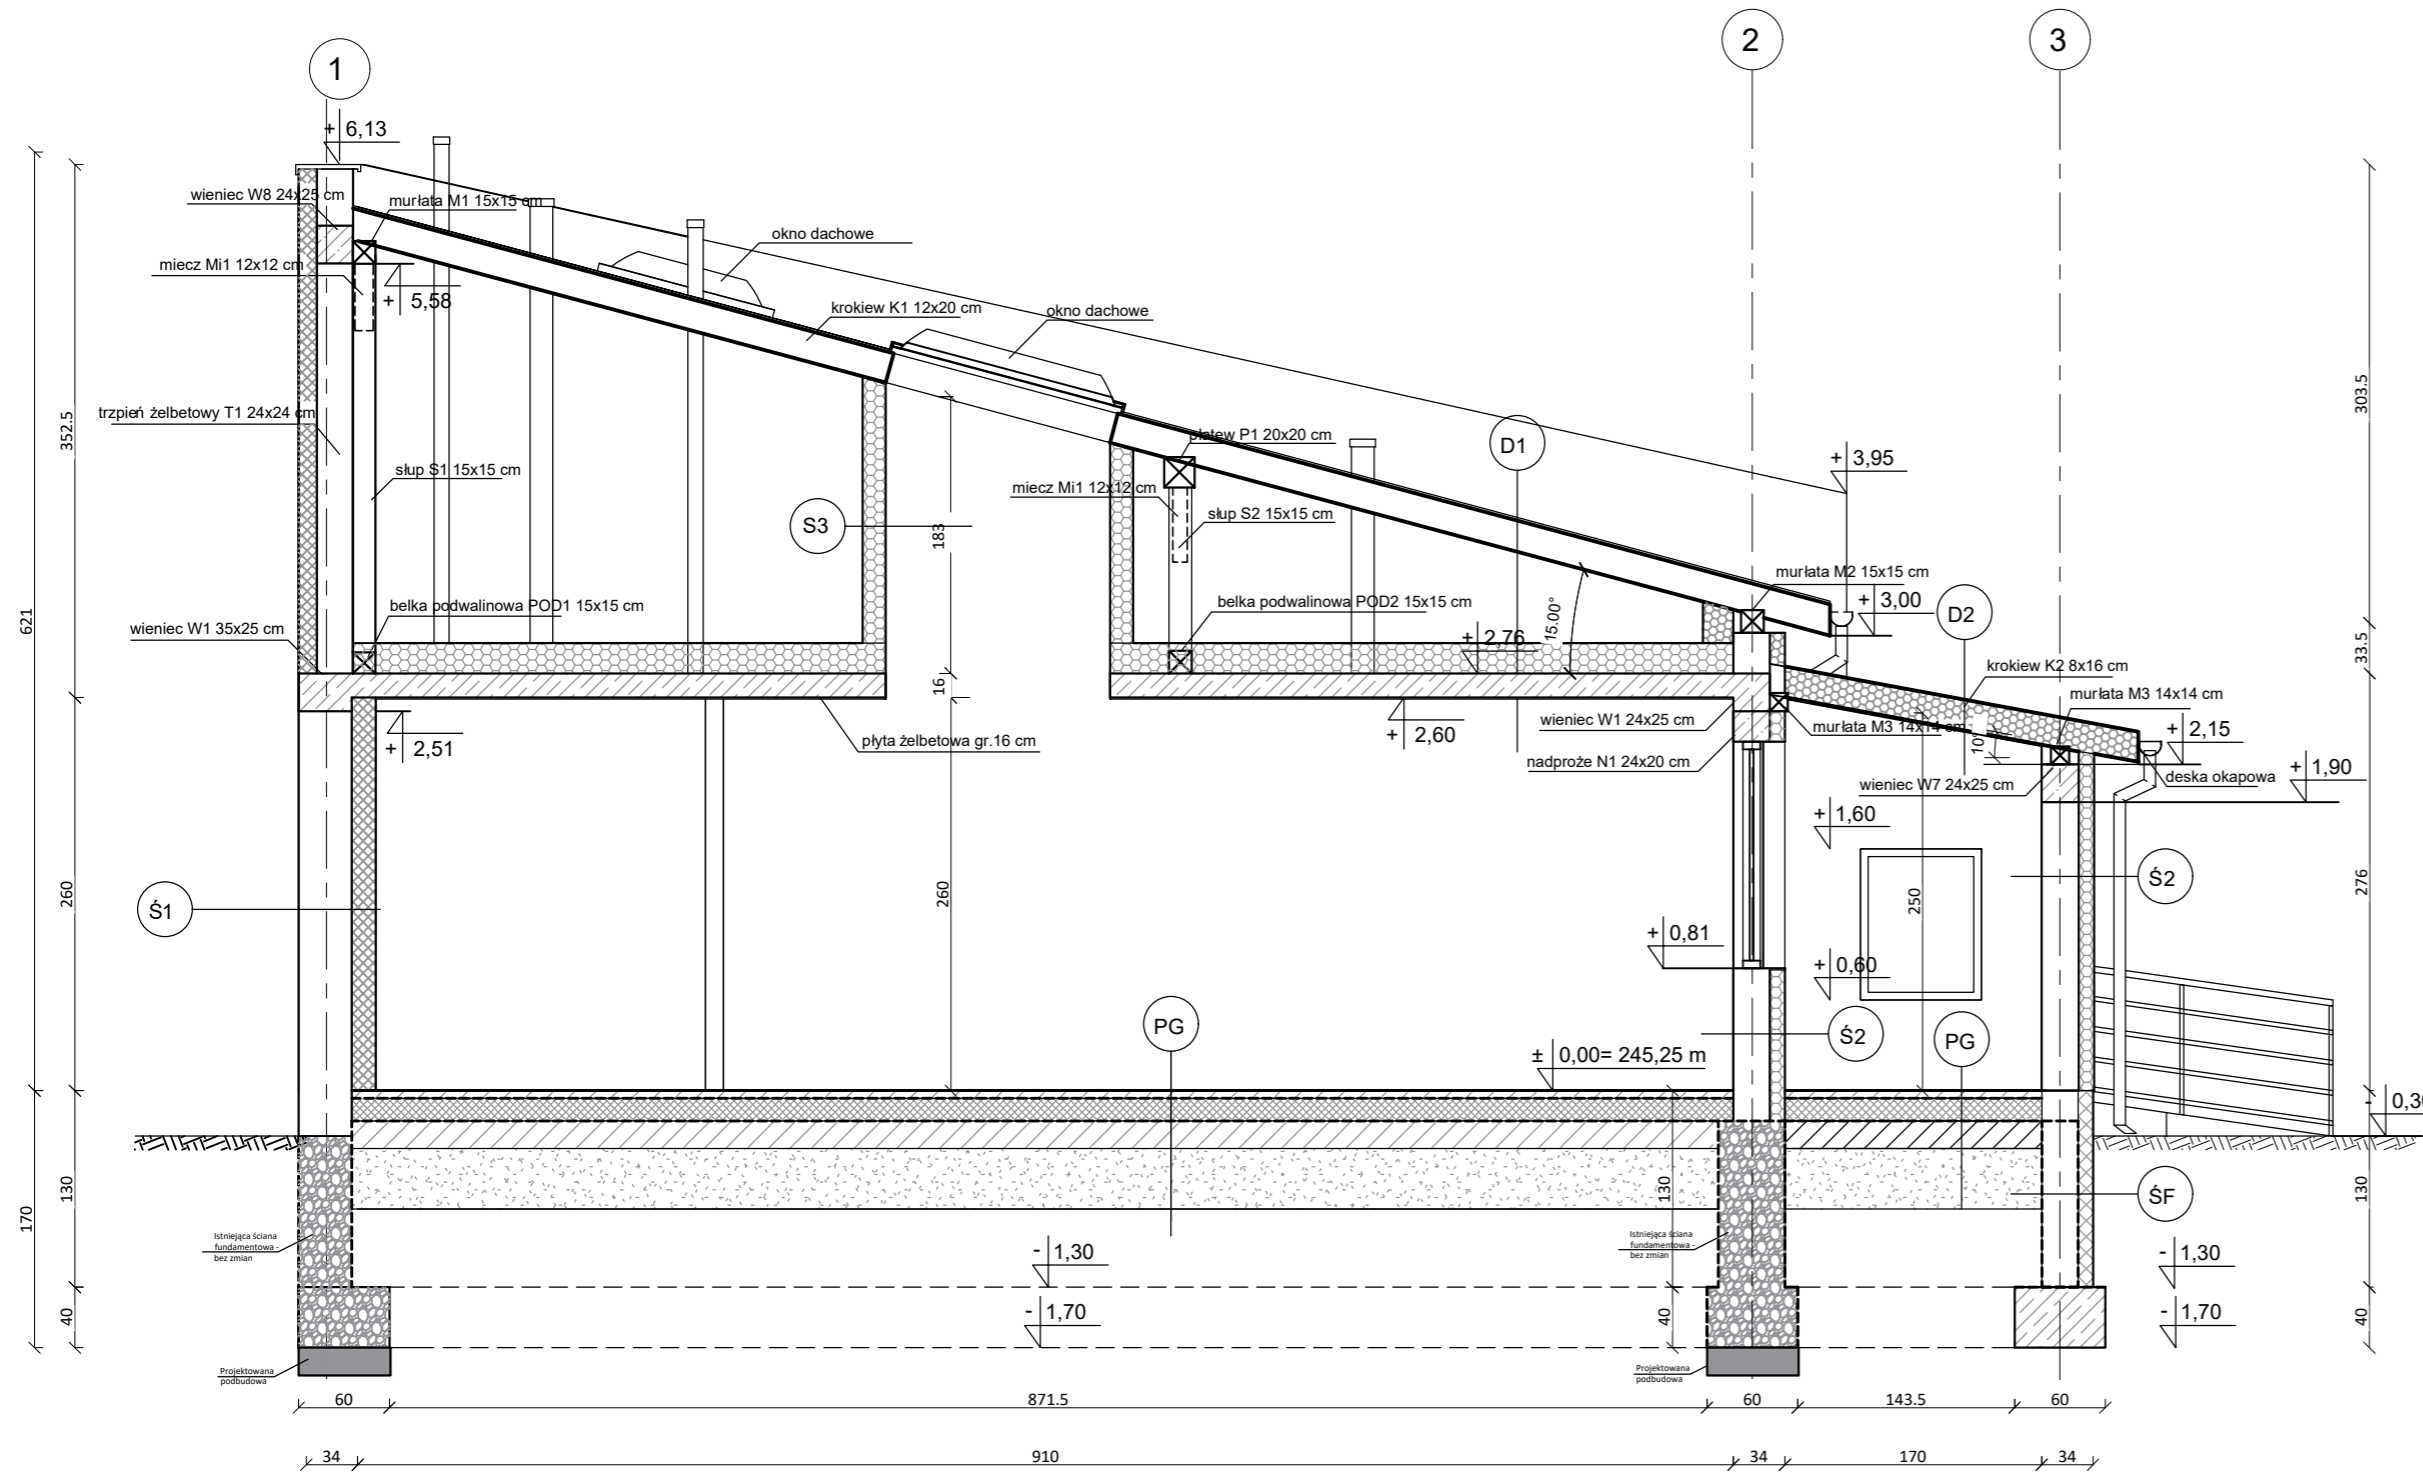 1
2
3
+ 6,13
wieniec W8 24x25 cm
murłata M1 15x15 cm
okno dachowe
miecz Mi1 12x12 cm
+ 5,58
krokiew K1 12x20 cm
okno dachowe
trzpień żelbetowy T1 24x24 cm
352.5
303.5
płatew P1 20x20 cm
D1
+ 3,95
słup S1 15x15 cm
miecz Mi1 12x12 cm
S3
183
słup S2 15x15 cm
murłata M2 15x15 cm
+ 3,00
D2
belka podwalinowa POD1 15x15 cm
belka podwalinowa POD2 15x15 cm
15.00°
621
wieniec W1 35x25 cm
+ 2,76
33.5
krokiew K2 8x16 cm
16
murłata M3 14x14 cm
wieniec W1 24x25 cm
murłata M3 14x14 cm
+ 2,15
+ 2,51
płyta żelbetowa gr.16 cm
+ 2,60
10°
nadproże N1 24x20 cm
deska okapowa
+ 1,90
wieniec W7 24x25 cm
+ 1,60
260
260
250
276
Ś1
Ś2
+ 0,81
+ 0,60
PG
Ś2
PG
± 0,00= 245,25 m
- 0,30
130
130
130
170
ŚF
Istniejąca ściana
fundamentowa -
bez zmian
Istniejąca ściana
fundamentowa -
bez zmian
- 1,30
- 1,30
40
- 1,70
40
- 1,70
40
Projektowana
podbudowa
Projektowana
podbudowa
60
871.5
60
143.5
60
34
910
34
170
34